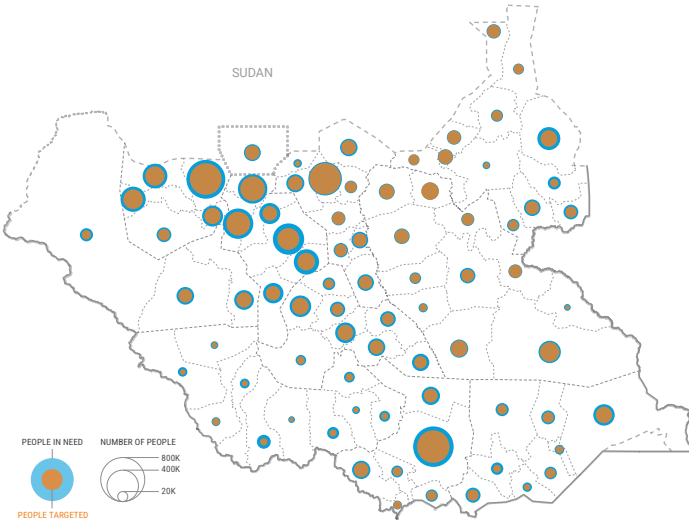 SUDAN
PEOPLE IN NEED
NUMBER OF PEOPLE
800K
400K
20K
PEOPLE TARGETED